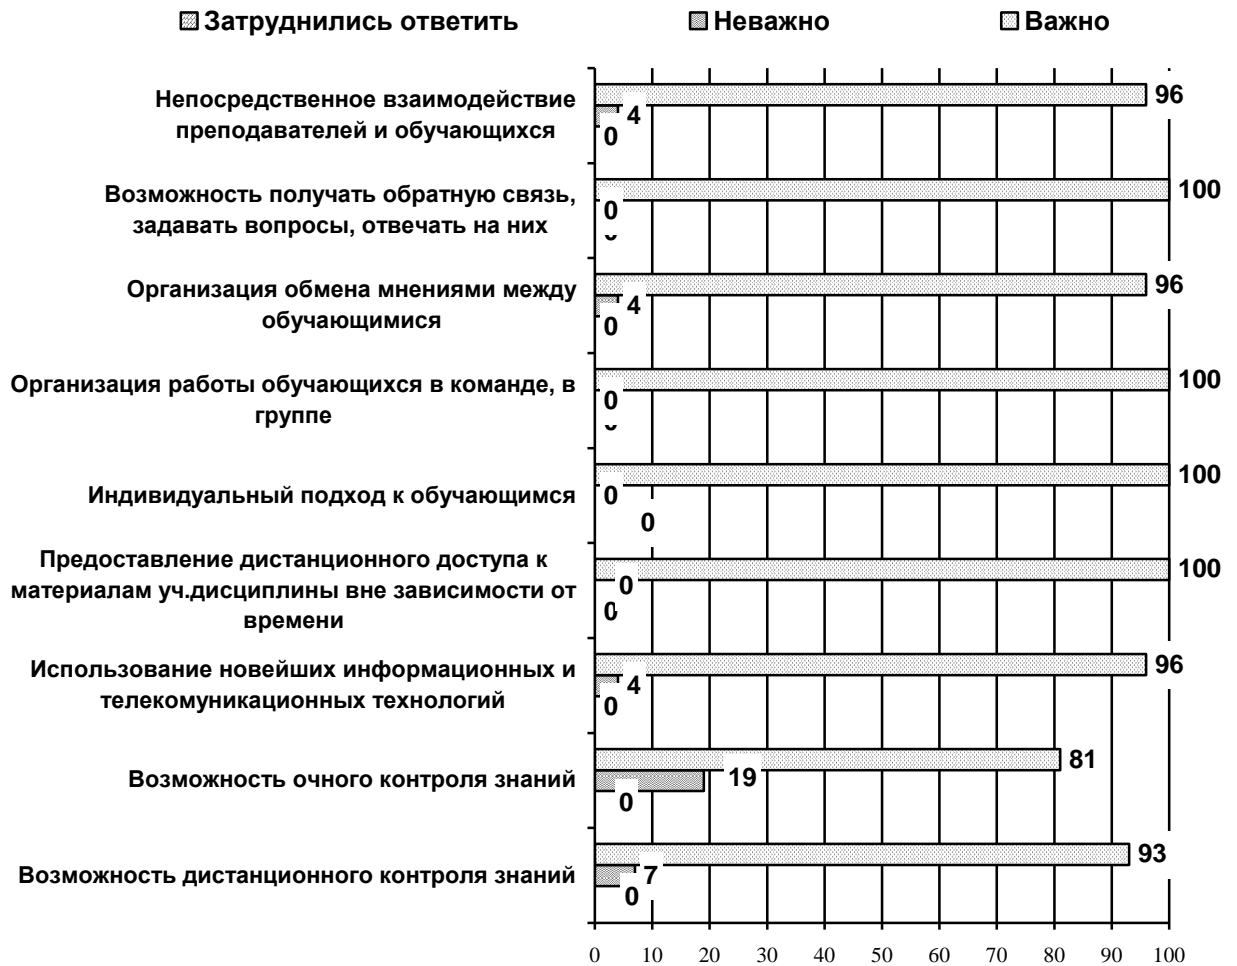 Затруднились ответить Неважно Важно
Непосредственное взаимодействие
преподавателей и обучающихся
96
4
0
Возможность получать обратную связь,
задавать вопросы, отвечать на них
100
0
Организация обмена мнениями между
обучающимися
96
4
0
Организация работы обучающихся в команде, в
группе
100
0
Индивидуальный подход к обучающимся
100
0
0
Предоставление дистанционного доступа к
материалам уч.дисциплины вне зависимости от
времени
100
0
0
Использование новейших информационных и
телекомуникационных технологий
96
4
0
Возможность очного контроля знаний
81
19
0
Возможность дистанционного контроля знаний
93
7
0
0 10 20 30 40 50 60 70 80 90 100